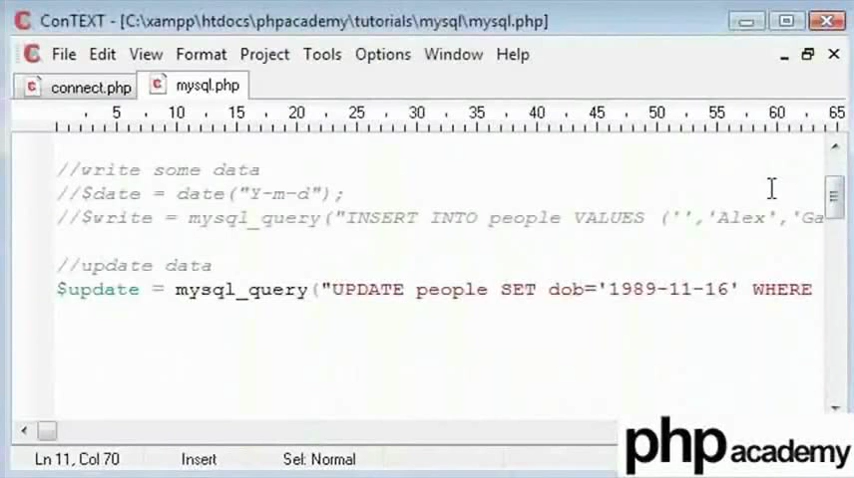 ConTEXT - [C:\xampp\htdocs\phpacademy\tutorials\mysql\mysql.php]
File Edit View Format Project Tools Options Window Help
connect.php mysql.php
5 10 15 20 25 30 35 40 45 50 55 60 65
//write some data
//$date = date("Y-m-d");
//$write = mysql_query("INSERT INTO people VALUES ('','Alex','Ga
//update data
$update = mysql_query("UPDATE people SET dob='1989-11-16' WHERE
Ln 11, Col 70 Insert Sel: Normal
php academy